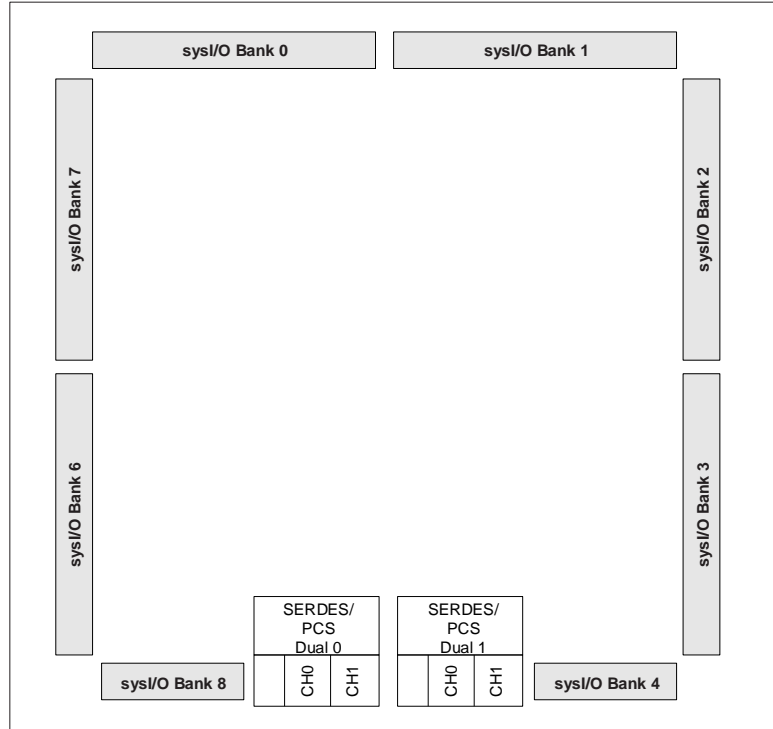 sysI/O Bank 0
sysI/O Bank 1
sysI/O Bank 7
sysI/O Bank 2
sysI/O Bank 6
sysI/O Bank 3
SERDES/
PCS
Dual 0
SERDES/
PCS
Dual 1
sysI/O Bank 8
CH0
CH1
CH0
CH1
sysI/O Bank 4